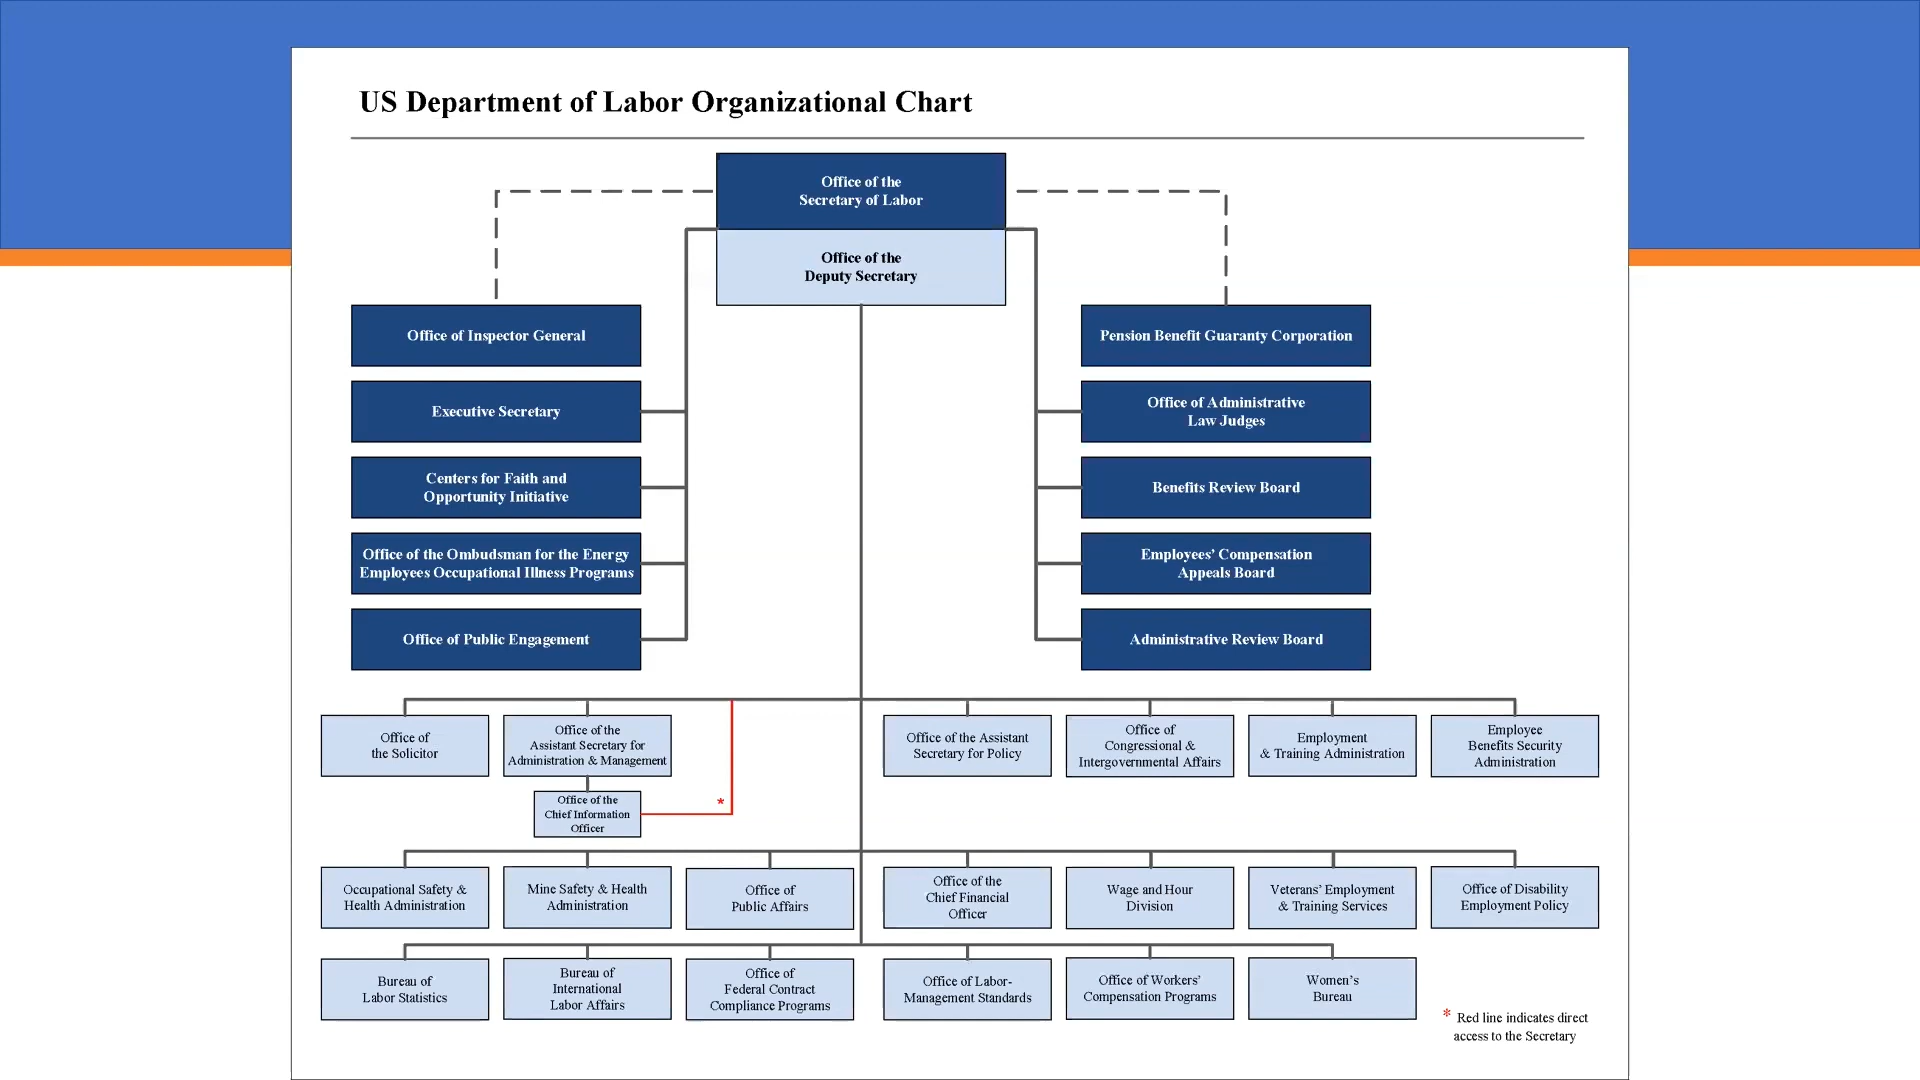 US Department of Labor Organizational Chart
Office of the
Secretary of Labor
Office of the
Deputy Secretary
Office of Inspector General
Pension Benefit Guaranty Corporation
Executive Secretary
Office of Administrative
Law Judges
Centers for Faith and
Opportunity Initiative
Benefits Review Board
Office of the Ombudsman for the Energy
Employees Occupational Illness Programs
Employees’ Compensation
Appeals Board
Office of Public Engagement
Administrative Review Board
Office of
the Solicitor
Office of the
Assistant Secretary for
Administration & Management
Office of the Assistant
Secretary for Policy
Office of
Congressional &
Intergovernmental Affairs
Employment
& Training Administration
Employee
Benefits Security
Administration
Office of the
Chief Information
Officer
*
Occupational Safety &
Health Administration
Mine Safety & Health
Administration
Office of
Public Affairs
Office of the
Chief Financial
Officer
Wage and Hour
Division
Veterans’ Employment
& Training Services
Office of Disability
Employment Policy
Bureau of
Labor Statistics
Bureau of
International
Labor Affairs
Office of
Federal Contract
Compliance Programs
Office of Labor-
Management Standards
Office of Workers’
Compensation Programs
Women’s
Bureau
* Red line indicates direct
access to the Secretary